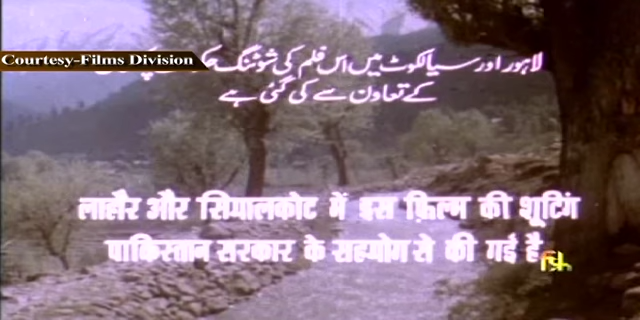 Courtesy-Films Division
لاہور اور سیالکوٹ میں اس فلم کی شوٹنگ
کے تعاون سے کی گئی ہے
लाहौर और सियालकोट में इस फ़िल्म की शूटिंग
पाकिस्तान सरकार के सहयोग से की गई है